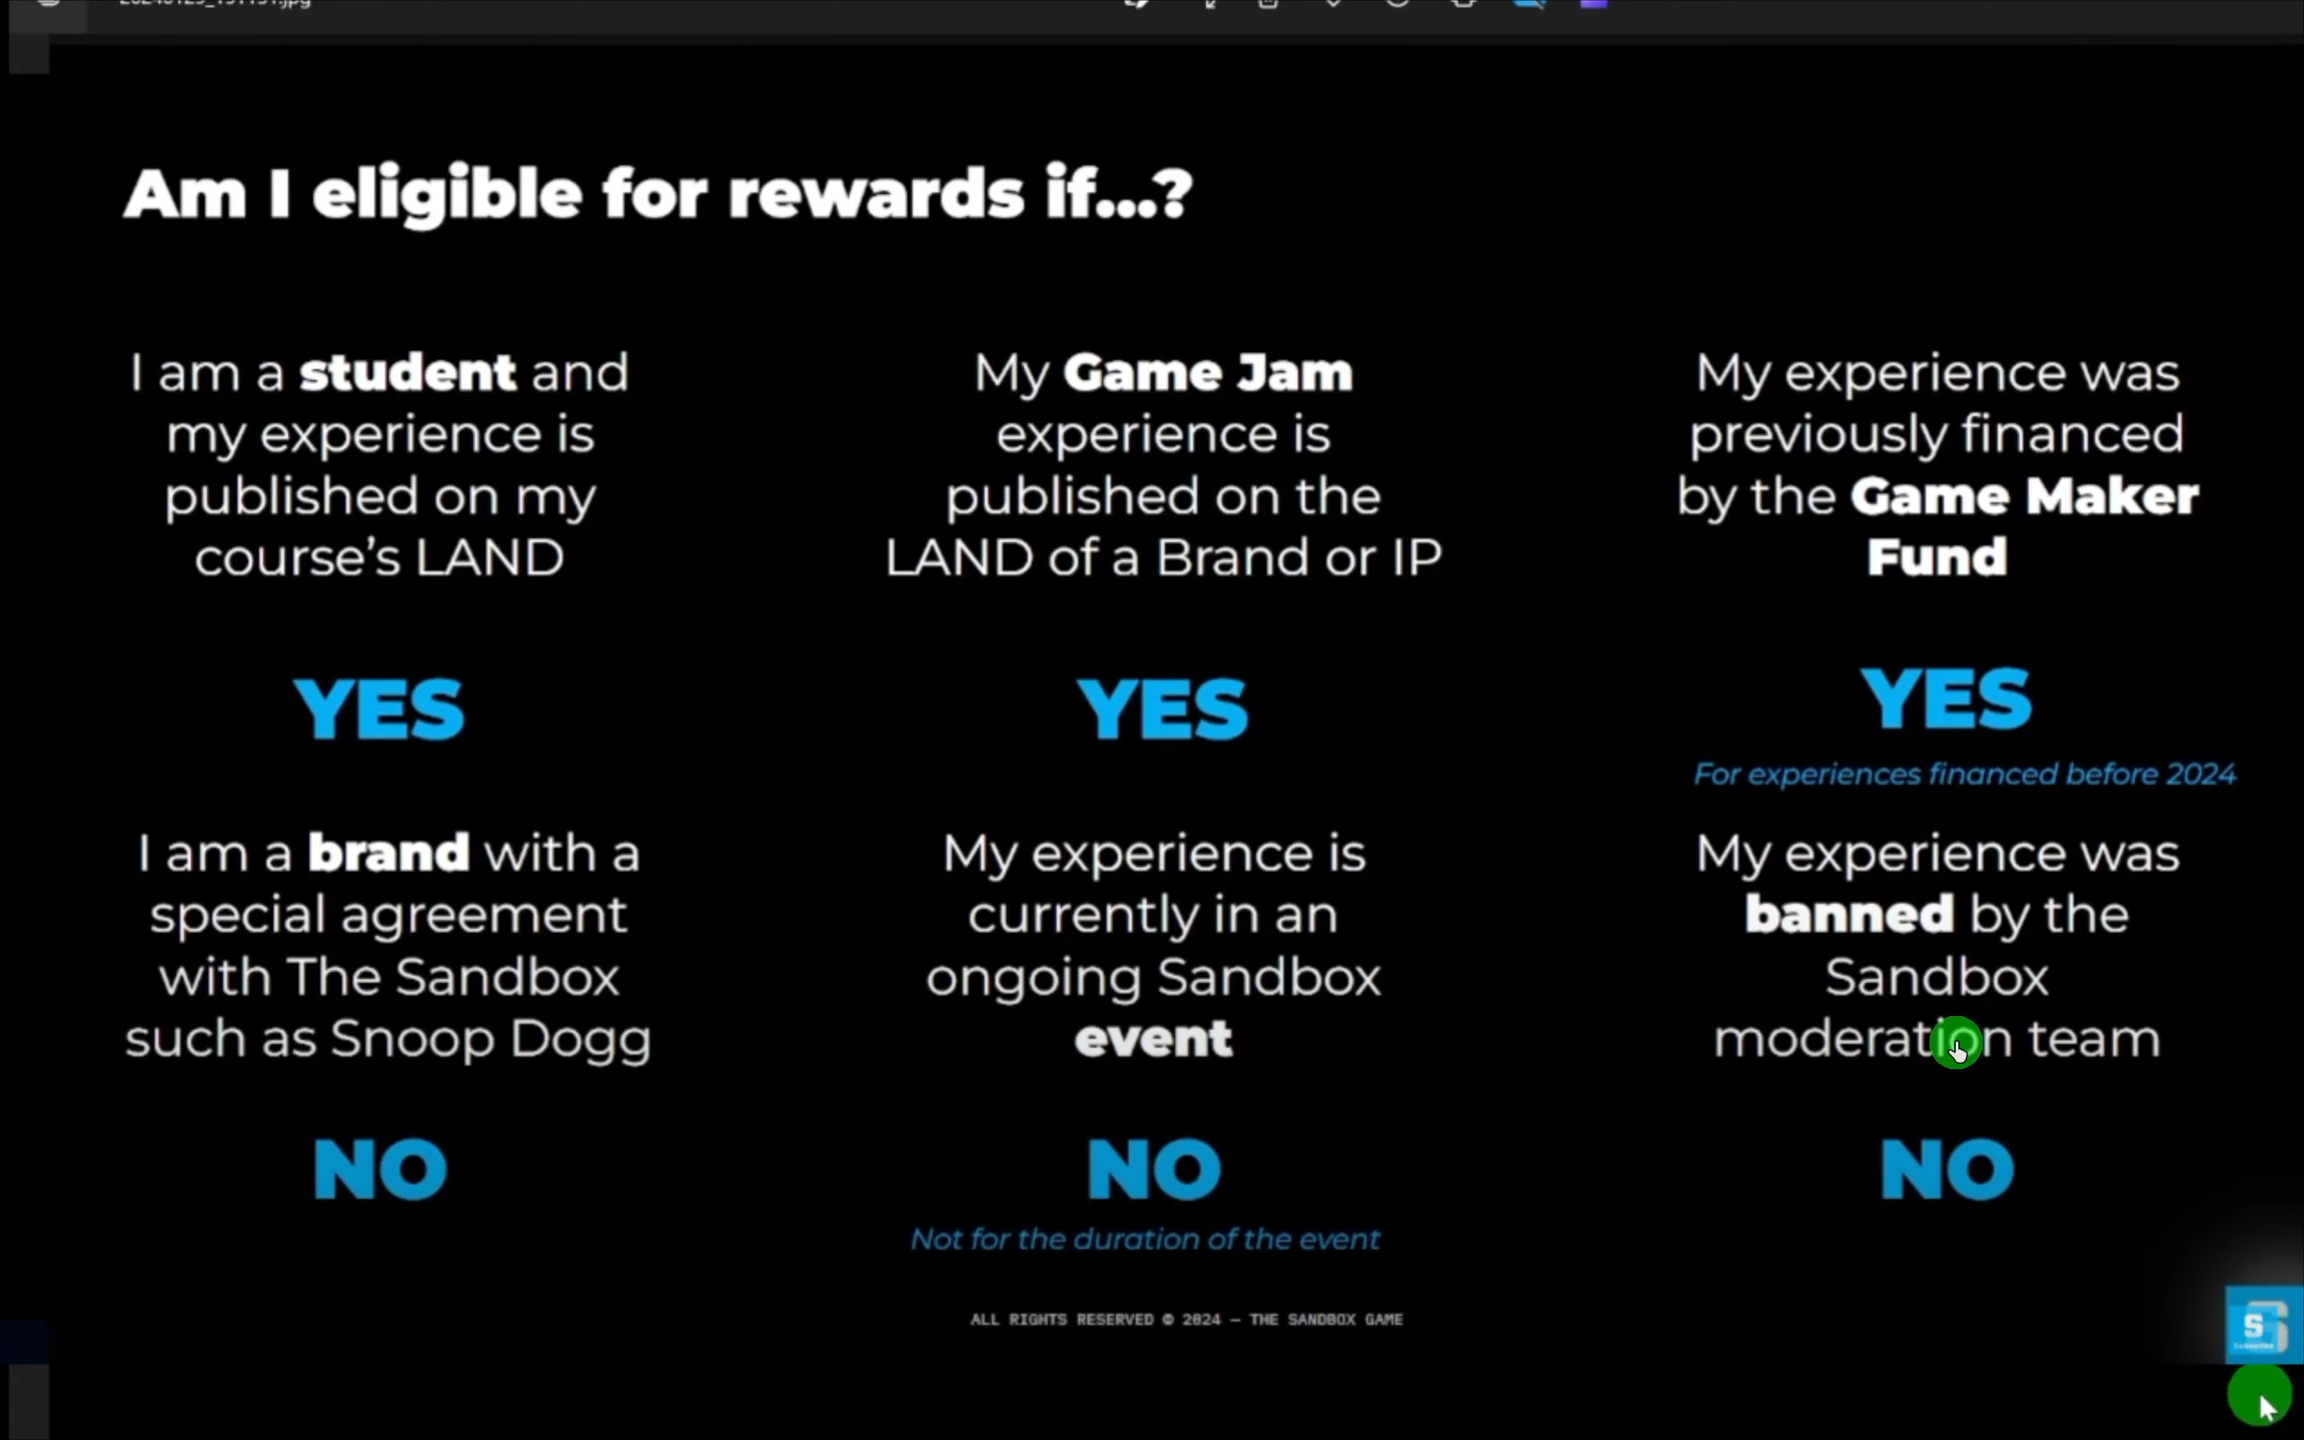 Am I eligible for rewards if...?
I am a student and
my experience is
published on my
course's LAND
YES
My Game Jam
experience is
published on the
LAND of a Brand or IP
YES
My experience was
previously financed
by the Game Maker
Fund
YES
For experiences financed before 2024
I am a brand with a
special agreement
with The Sandbox
such as Snoop Dogg
NO
My experience is
currently in an
ongoing Sandbox
event
NO
Not for the duration of the event
My experience was
banned by the
Sandbox
moderation team
NO
ALL RIGHTS RESERVED © 2024 — THE SANDBOX GAME
S